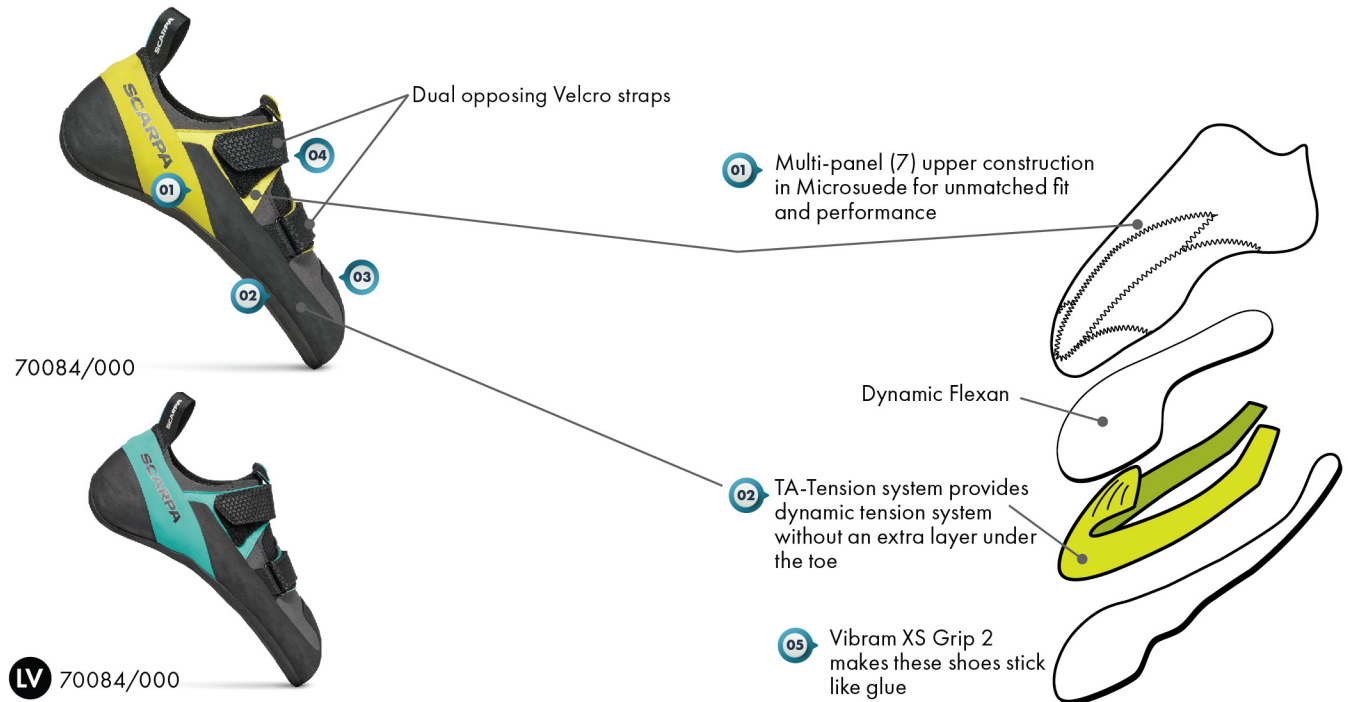 SCARPA
SCARPA
Dual opposing Velcro straps
04
01
03
02
70084/000
01
Multi-panel (7) upper construction
in Microsuede for unmatched fit
and performance
Dynamic Flexan
02
TA-Tension system provides
dynamic tension system
without an extra layer under
the toe
05
Vibram XS Grip 2
makes these shoes stick
like glue
SCARPA
SCARPA
LV 70084/000